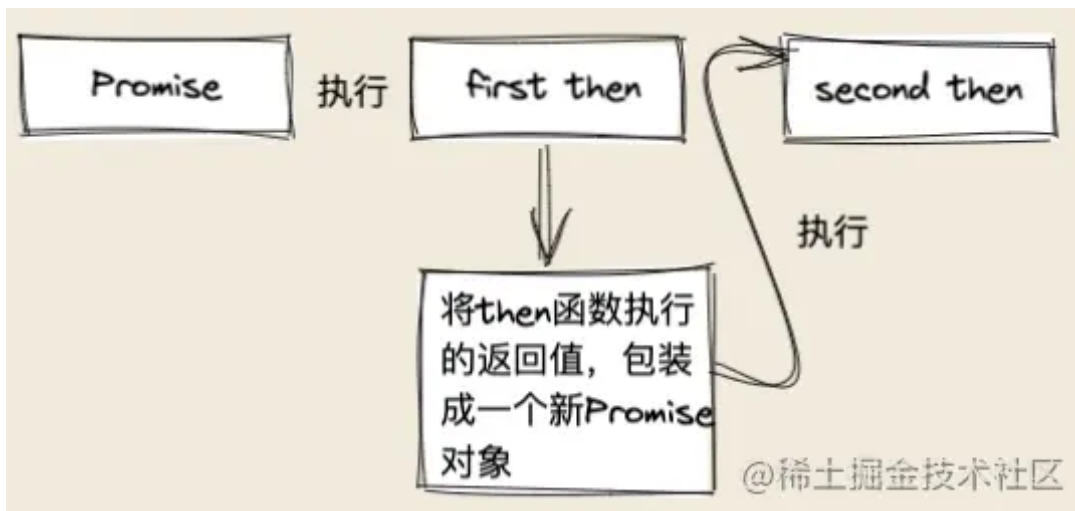 Promise
执行
first then
second then
执行
将then函数执行
的返回值，包装
成一个新Promise
对象
@稀土掘金技术社区